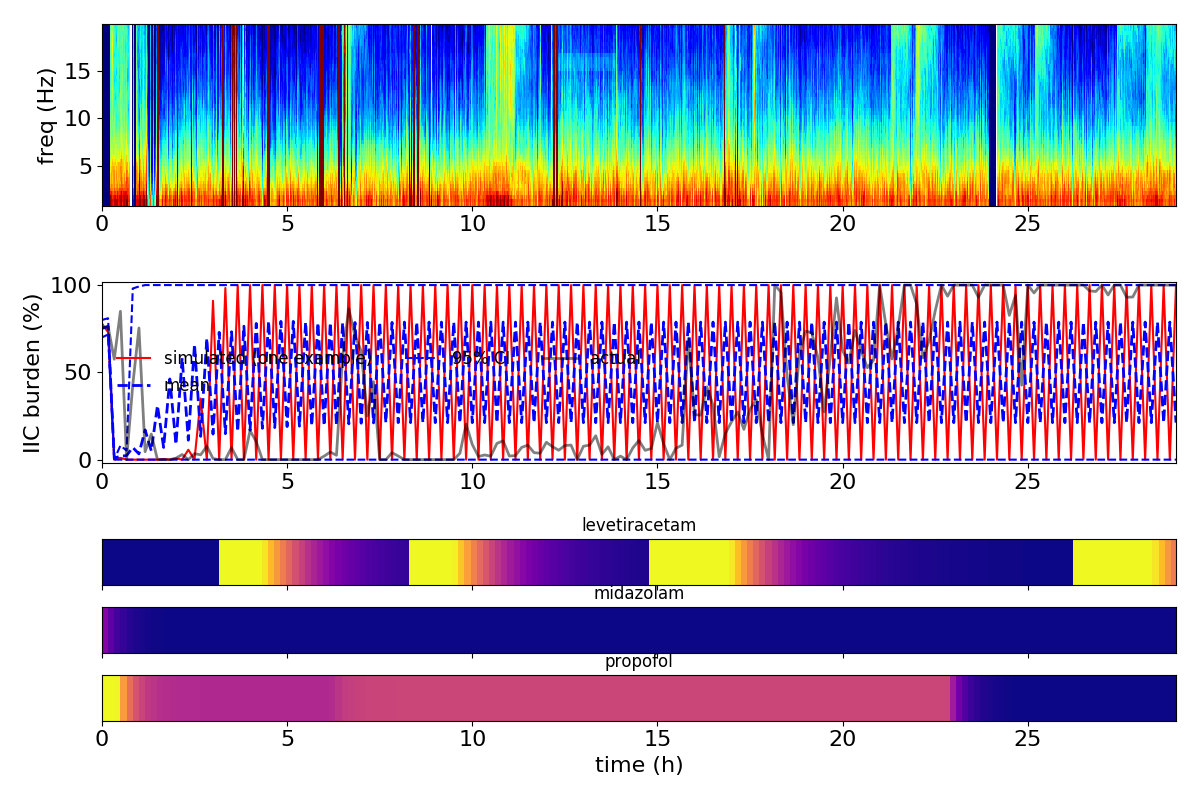 freq (Hz)
15
10
5
0 5 10 15 20 25
IIC burden (%)
100
50
0
simulated (one example) 95% CI actual
mean
0 5 10 15 20 25
levetiracetam
midazolam
propofol
0 5 10 15 20 25
time (h)